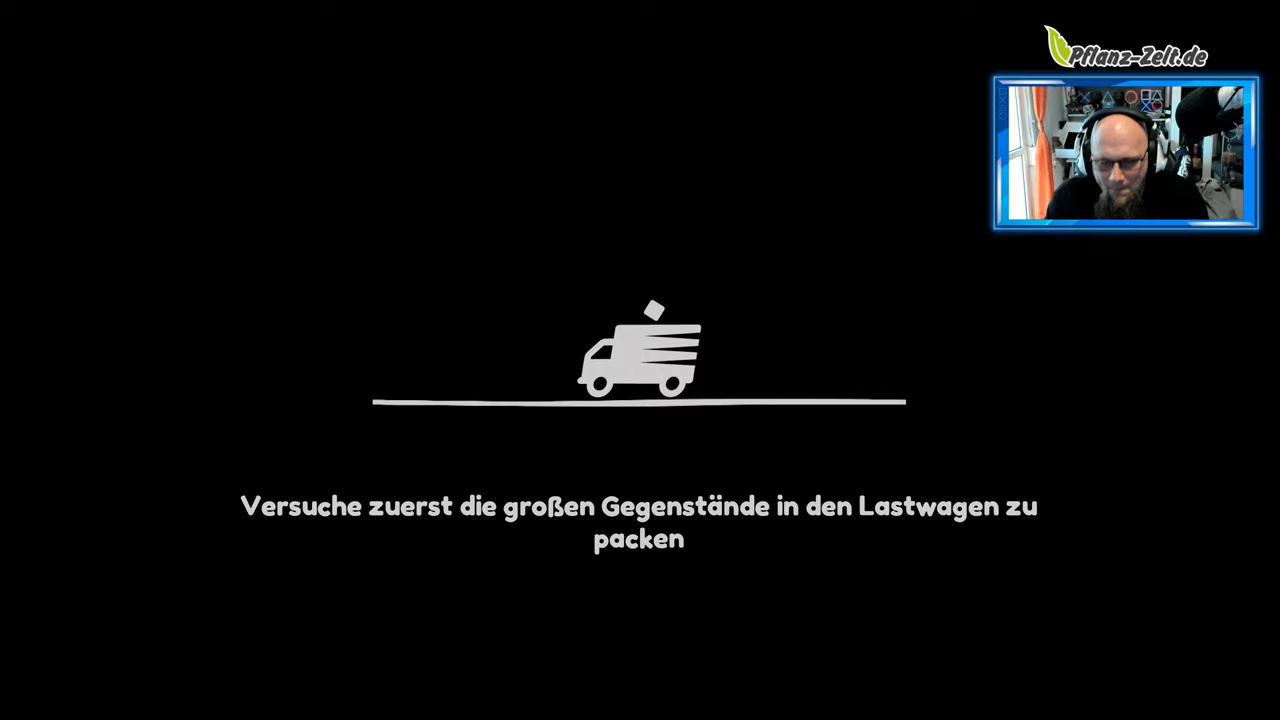 Pflanz-Zelt.de
Versuche zuerst die großen Gegenstände in den Lastwagen zu
packen